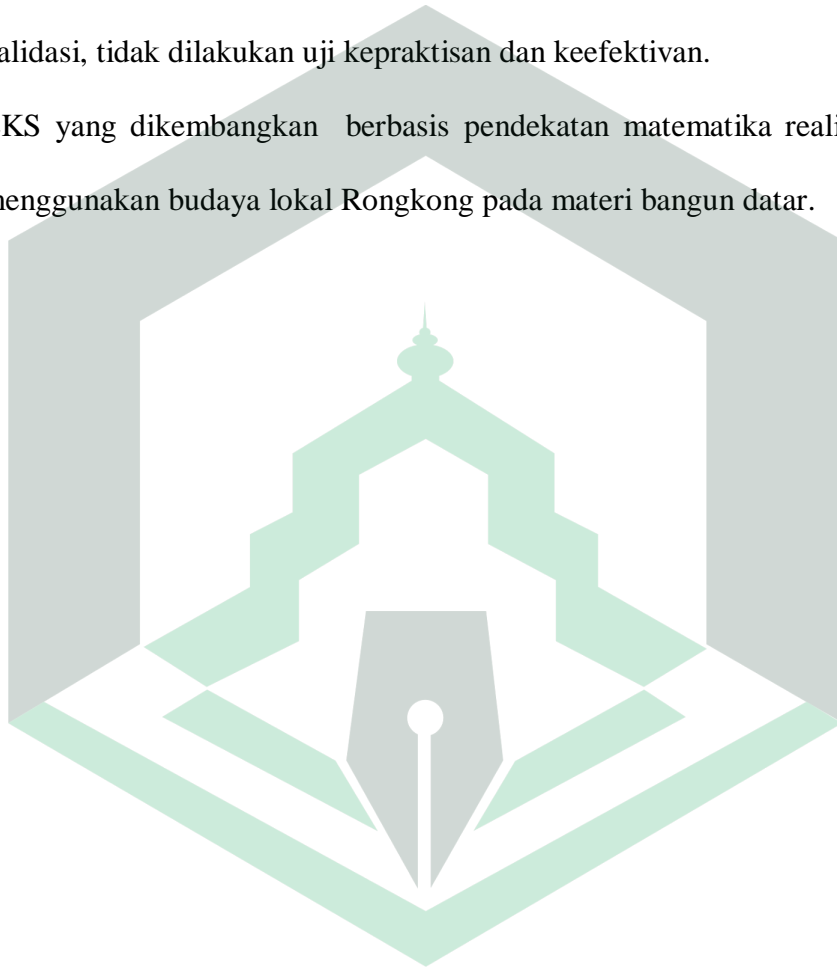 alidasi, tidak dilakukan uji kepraktisan dan keefektivan.
KS yang dikembangkan berbasis pendekatan matematika reali
menggunakan budaya lokal Rongkong pada materi bangun datar.